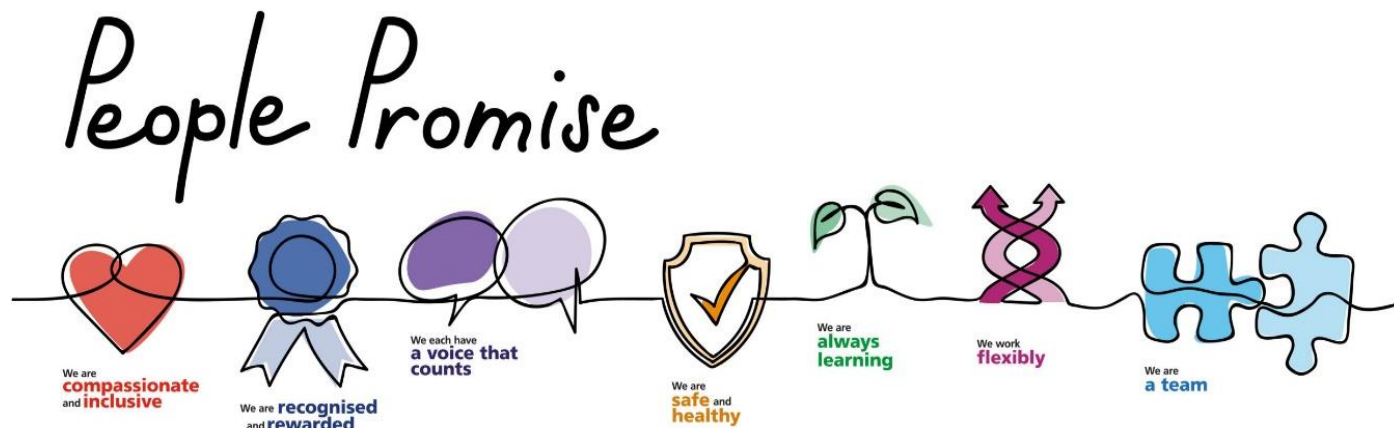 People Promise
We are
compassionate
and inclusive
We are recognised
and rewarded
We each have
a voice that
counts
We are
safe and
healthy
We are
always
learning
We work
flexibly
We are
a team